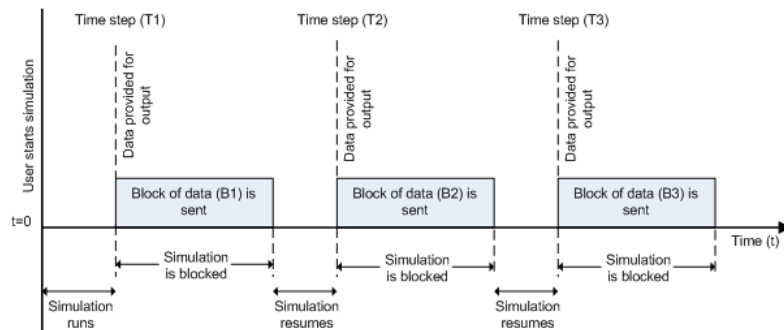 Time step (T1)
Time step (T2)
Time step (T3)
User starts simulation
Data provided for
output
Data provided for
output
Data provided for
output
Block of data (B1) is
sent
Block of data (B2) is
sent
Block of data (B3) is
sent
t=0
Time (t)
Simulation
is blocked
Simulation
is blocked
Simulation
is blocked
Simulation
runs
Simulation
resumes
Simulation
resumes